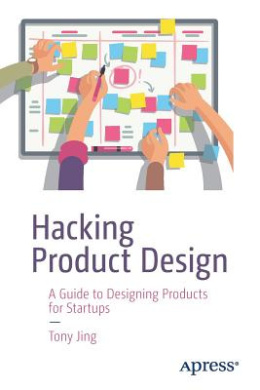 Hacking
Product Design
A Guide to Designing Products
for Startups
Tony Jing
Apress®